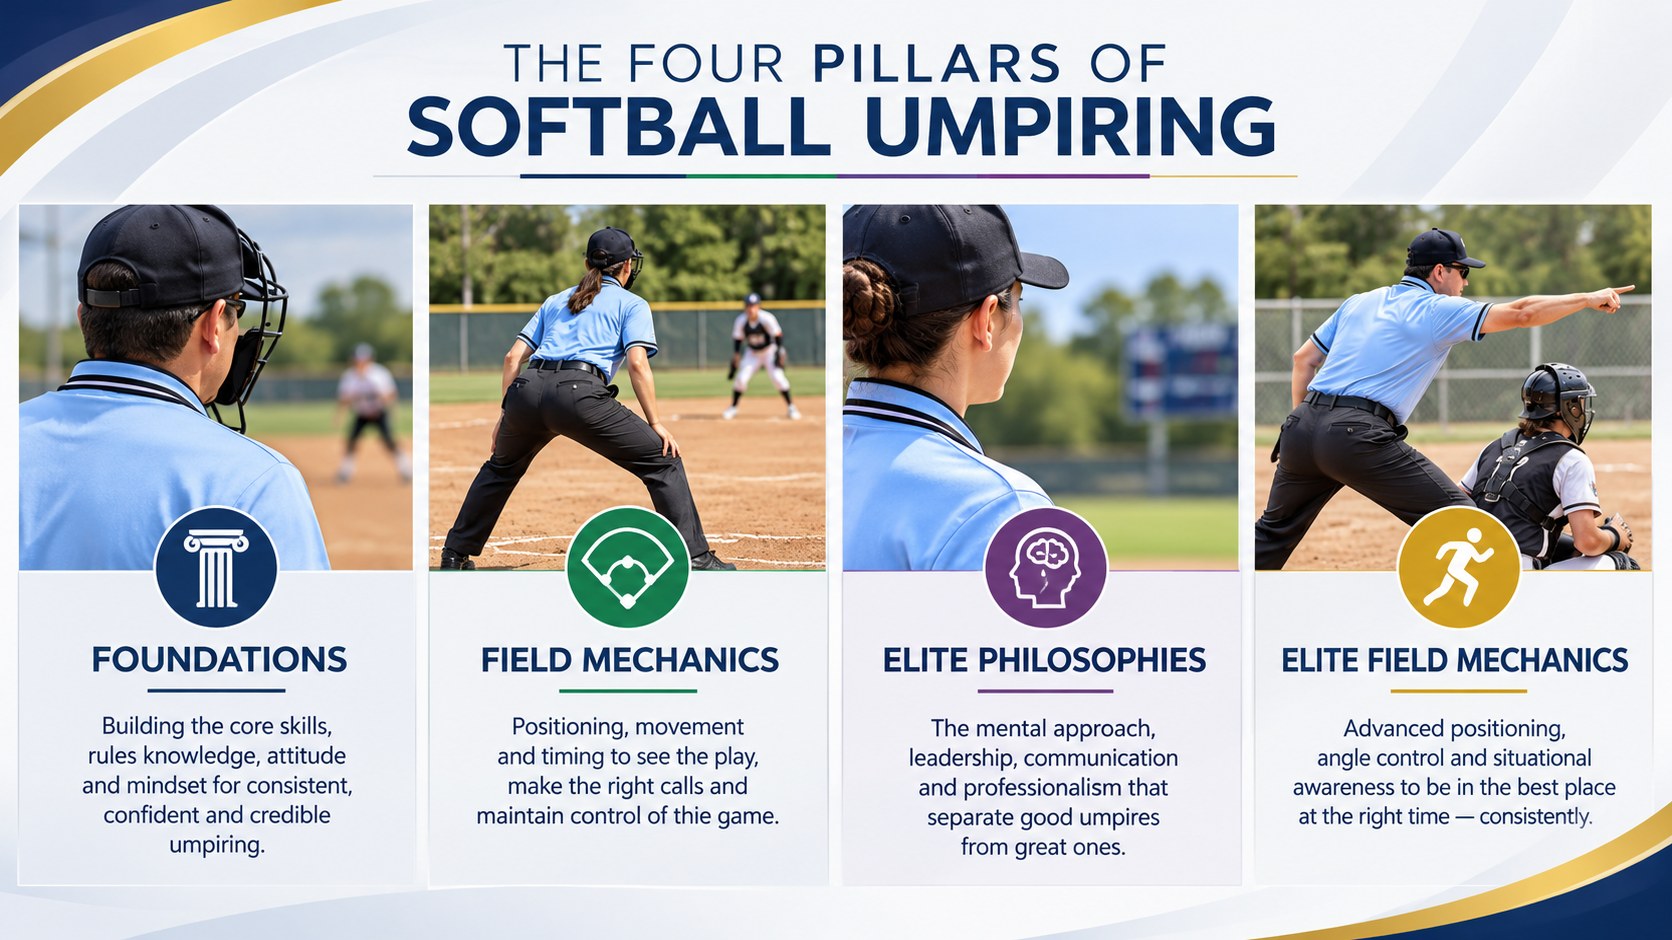 THE FOUR PILLARS OF
SOFTBALL UMPIRING
FOUNDATIONS
Building the core skills,
rules knowledge, attitude
and mindset for consistent,
confident and credible
umpiring.
FIELD MECHANICS
Positioning, movement
and timing to see the play,
make the right calls and
maintain control of thie game.
ELITE PHILOSOPHIES
The mental approach,
leadership, communication
and professionalism that
separate good umpires
from great ones.
ELITE FIELD MECHANICS
Advanced positioning,
angle control and situational
awareness to be in the best place
at the right time — consistently.